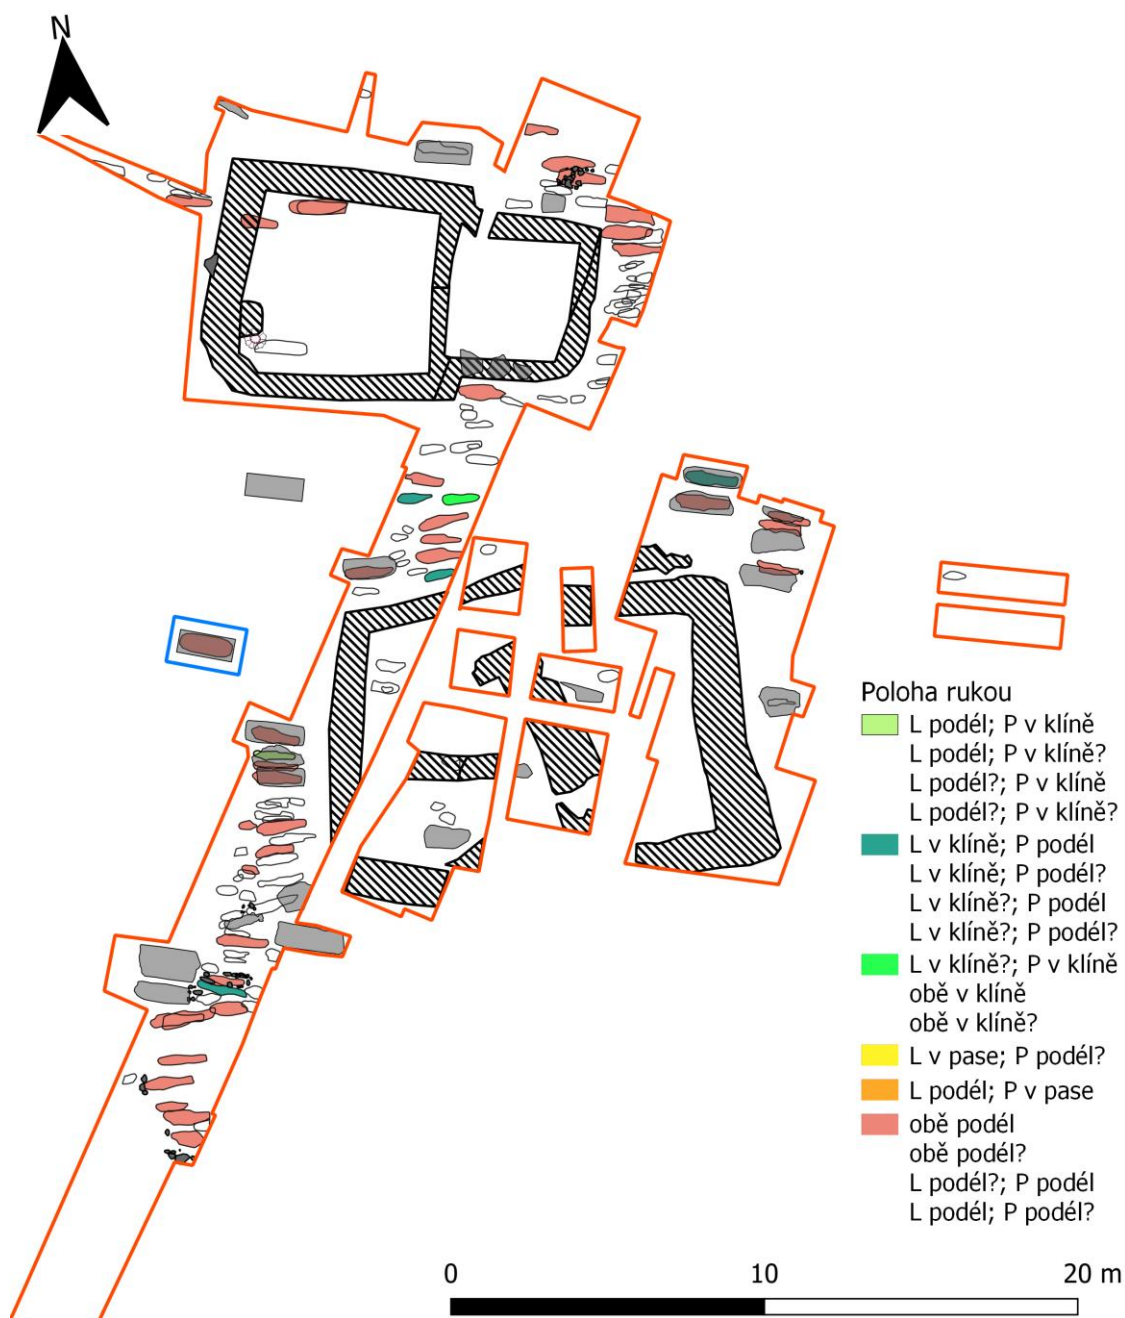 N
Poloha rukou
L podél; P v klíně
L podél; P v klíně?
L podél?; P v klíně
L podél?; P v klíně?
L v klíně; P podél
L v klíně; P podél?
L v klíně?; P podél
L v klíně?; P podél?
L v klíně?; P v klíně
obě v klíně
obě v klíně?
L v pase; P podél?
L podél; P v pase
obě podél
obě podél?
L podél?; P podél
L podél; P podél?
0 10 20 m